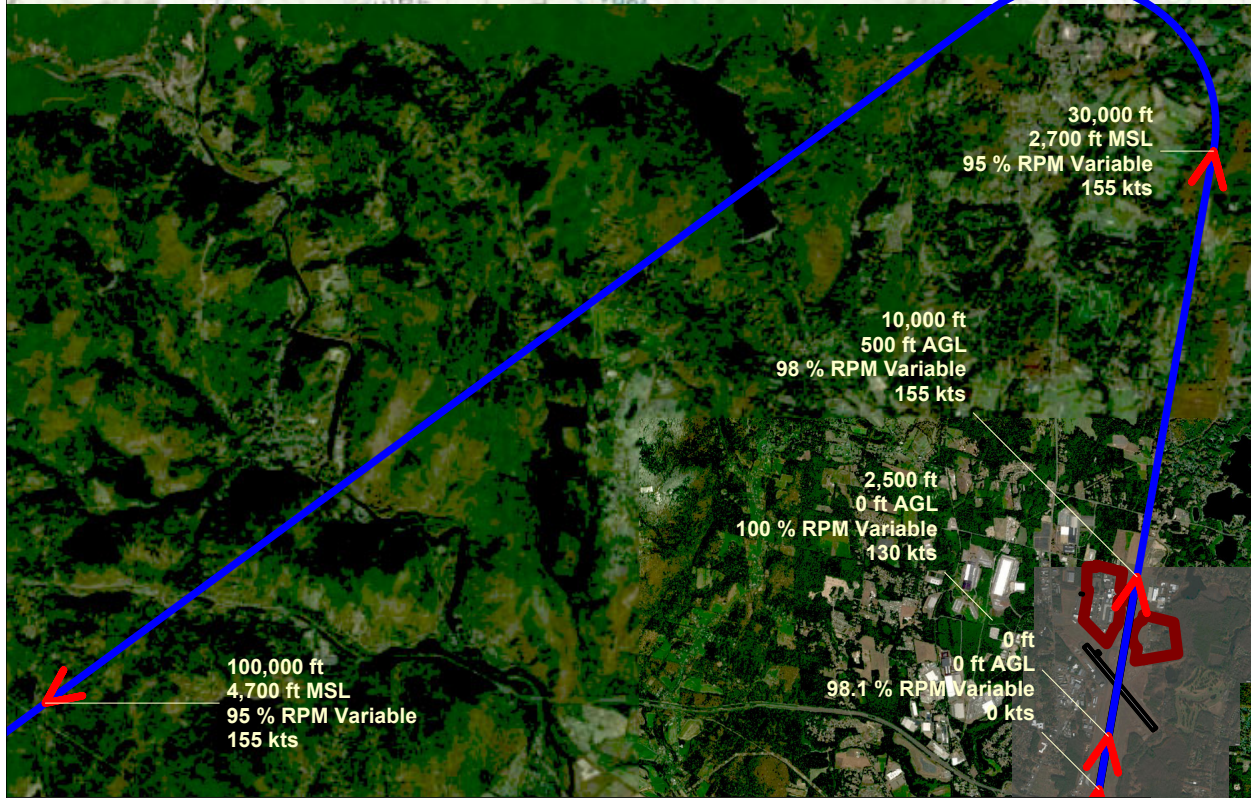 30,000 ft
2,700 ft MSL
95 % RPM Variable
155 kts
10,000 ft
500 ft AGL
98 % RPM Variable
155 kts
2,500 ft
0 ft AGL
100 % RPM Variable
130 kts
0 ft
0 ft AGL
98.1 % RPM Variable
0 kts
100,000 ft
4,700 ft MSL
95 % RPM Variable
155 kts